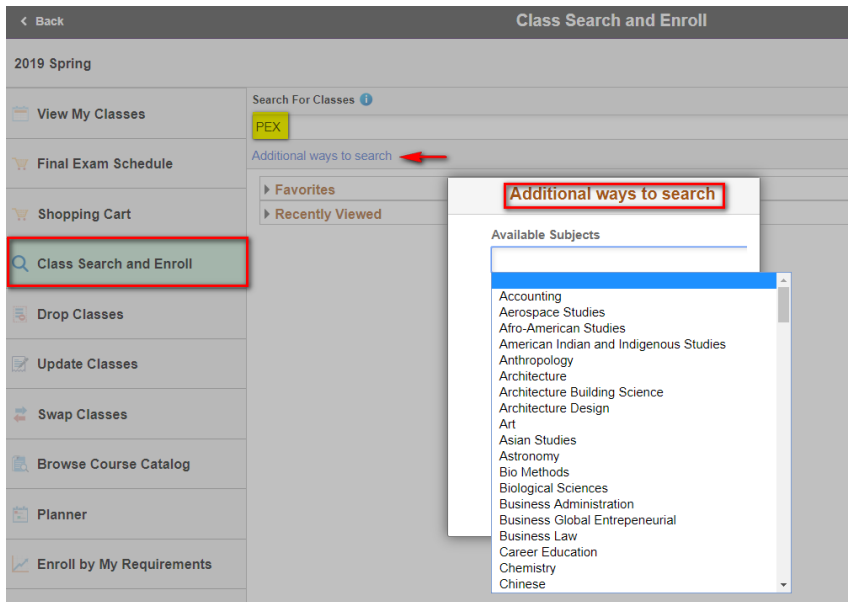 Back
Class Search and Enroll
2019 Spring
View My Classes
Final Exam Schedule
Shopping Cart
Class Search and Enroll
Drop Classes
Update Classes
Swap Classes
Browse Course Catalog
Planner
Enroll by My Requirements
Search For Classes
PEX
Additional ways to search
Favorites
Recently Viewed
Additional ways to search
Available Subjects
Accounting
Aerospace Studies
Afro-American Studies
American Indian and Indigenous Studies
Anthropology
Architecture
Architecture Building Science
Architecture Design
Art
Asian Studies
Astronomy
Bio Methods
Biological Sciences
Business Administration
Business Global Entrepeneurial
Business Law
Career Education
Chemistry
Chinese